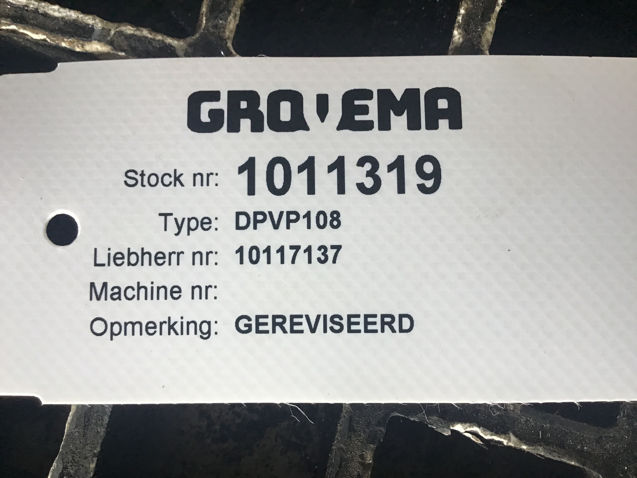 GROVEMA
Stock nr: 1011319
Type: DPVP108
Liebherr nr: 10117137
Machine nr:
Opmerking: GEREVISEERD